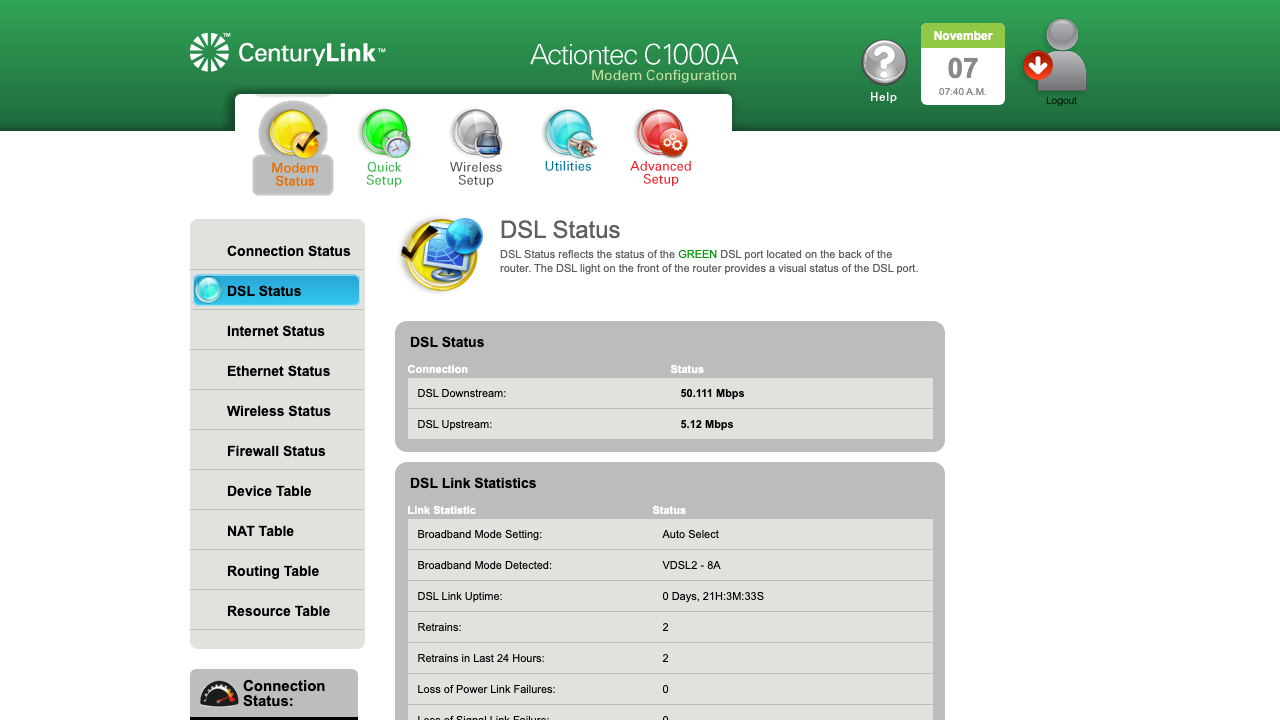 CenturyLink™
Actiontec C1000A
Modem Configuration
Help
November
07
07:40 A.M.
Logout
Modem
Status
Quick
Setup
Wireless
Setup
Utilities
Advanced
Setup
Connection Status
DSL Status
Internet Status
Ethernet Status
Wireless Status
Firewall Status
Device Table
NAT Table
Routing Table
Resource Table
Connection
Status:
DSL Status
DSL Status reflects the status of the GREEN DSL port located on the back of the
router. The DSL light on the front of the router provides a visual status of the DSL port.
DSL Status
Connection Status
DSL Downstream: 50.111 Mbps
DSL Upstream: 5.12 Mbps
DSL Link Statistics
Link Statistic Status
Broadband Mode Setting: Auto Select
Broadband Mode Detected: VDSL2 - 8A
DSL Link Uptime: 0 Days, 21H:3M:33S
Retrains: 2
Retrains in Last 24 Hours: 2
Loss of Power Link Failures: 0
Loss of Signal Link Failure: 0